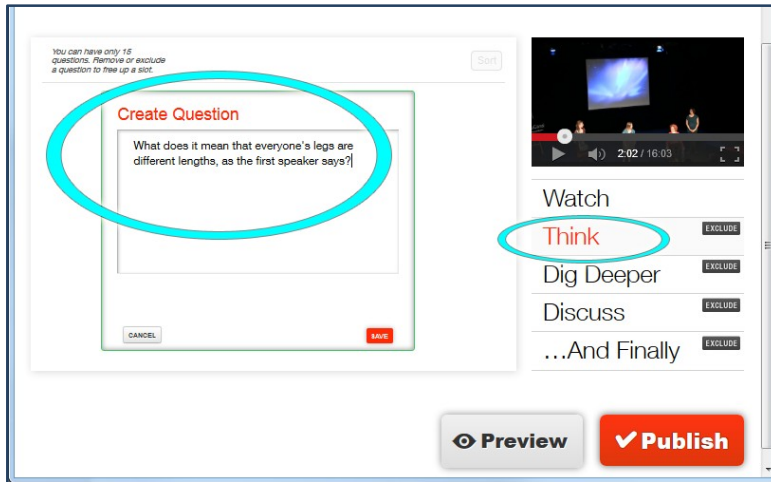 You can have only 15
questions. Remove or exclude
a question to free up a slot.
Sort
Create Question
What does it mean that everyone's legs are
different lengths, as the first speaker says?
CANCEL
SAVE
2:02 / 16:03
Watch
Think
EXCLUDE
Dig Deeper
EXCLUDE
Discuss
EXCLUDE
...And Finally
EXCLUDE
Preview
Publish